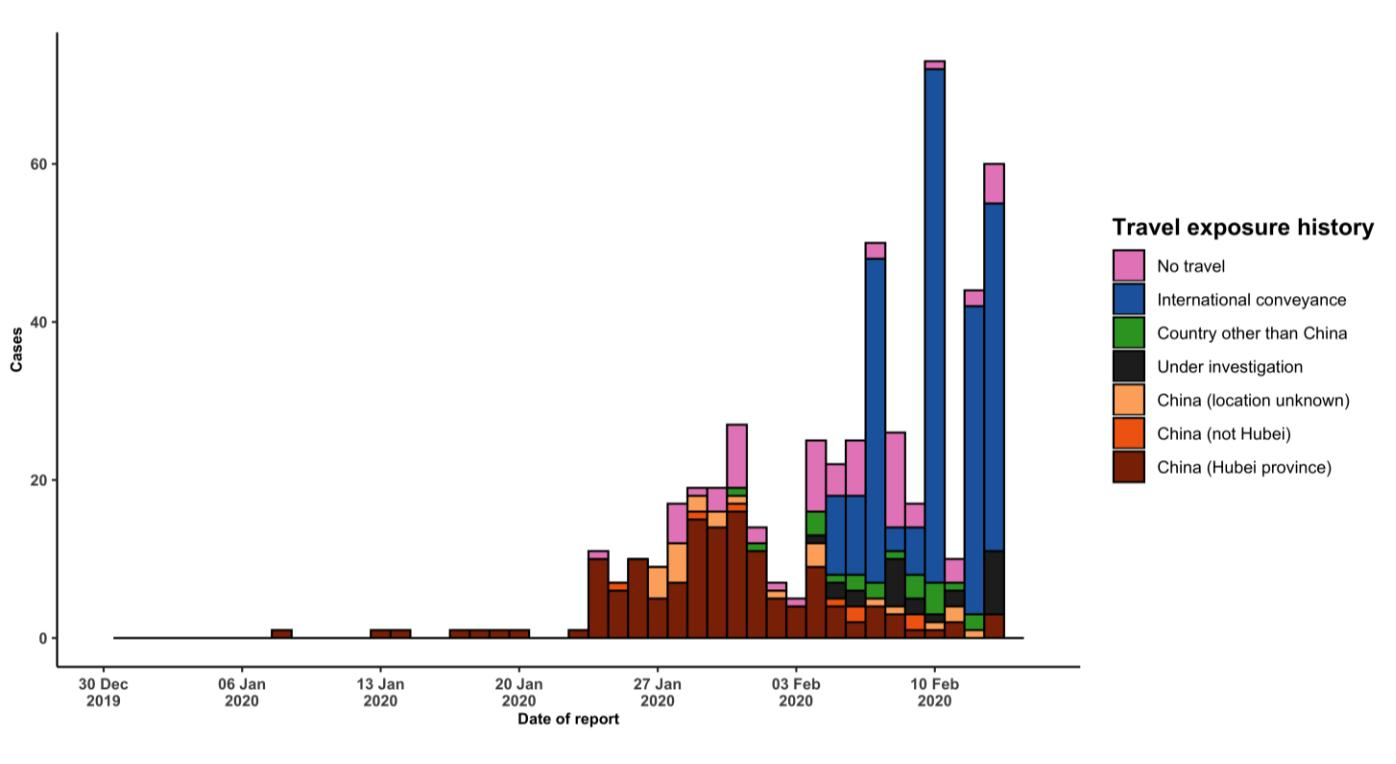 60
40
20
0
Cases
30 Dec
2019
06 Jan
2020
13 Jan
2020
20 Jan
2020
27 Jan
2020
03 Feb
2020
10 Feb
2020
Date of report
Travel exposure history
No travel
International conveyance
Country other than China
Under investigation
China (location unknown)
China (not Hubei)
China (Hubei province)